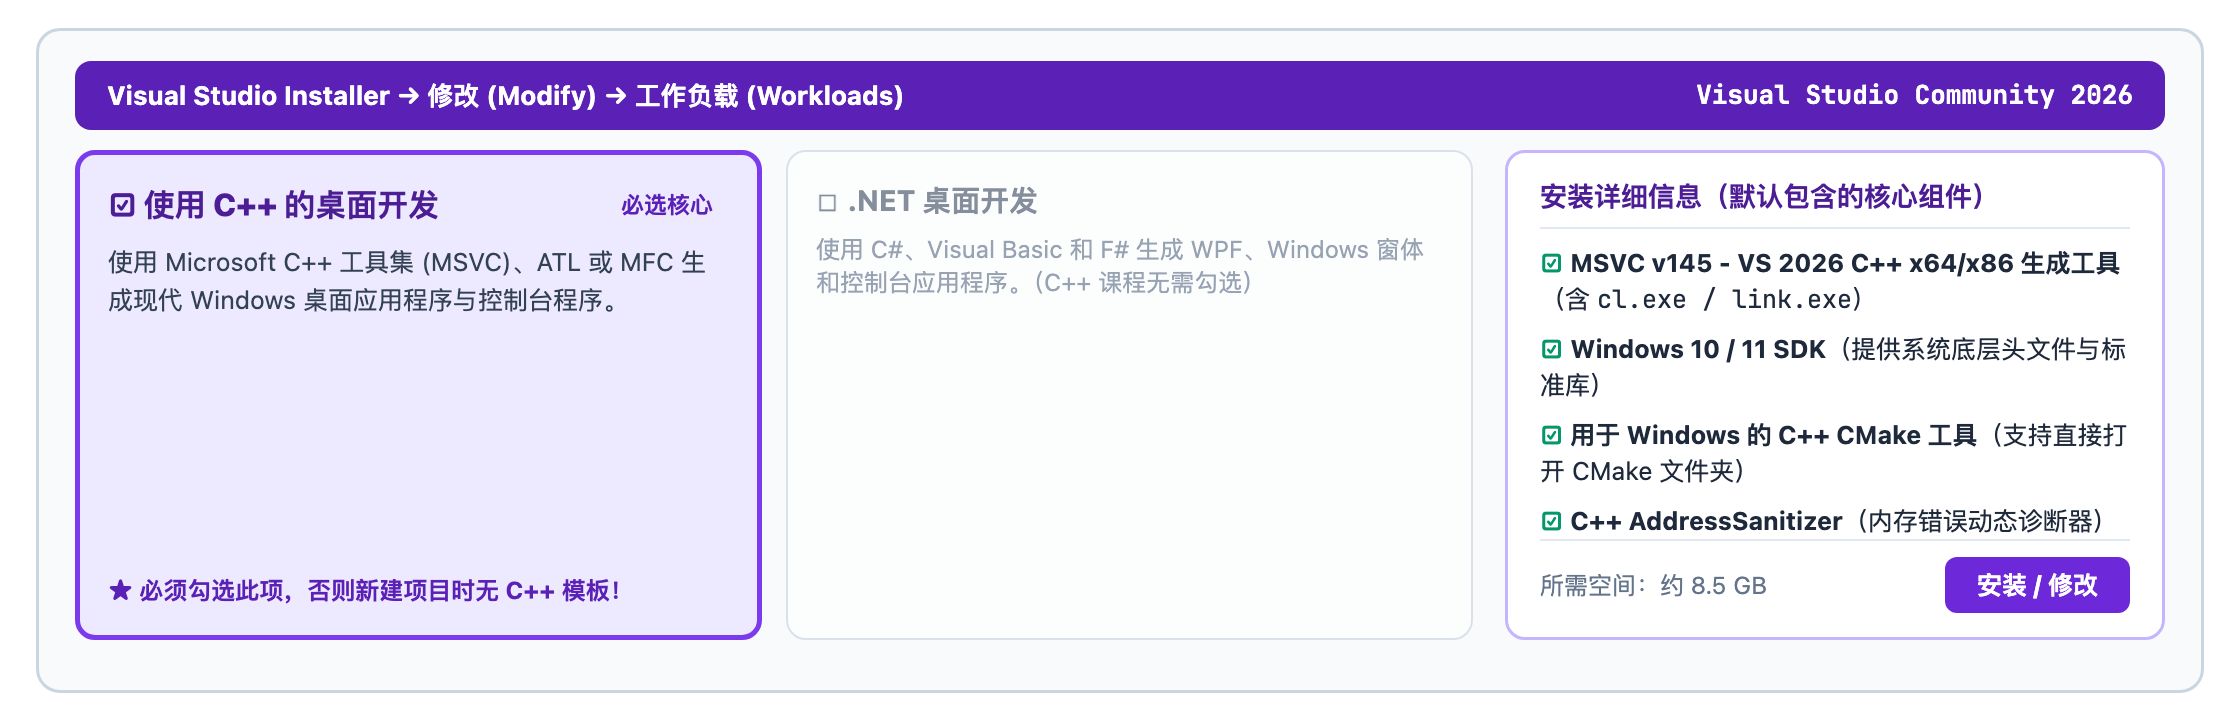 Visual Studio Installer → 修改 (Modify) → 工作负载 (Workloads)
Visual Studio Community 2026
☑ 使用 C++ 的桌面开发
必选核心
使用 Microsoft C++ 工具集 (MSVC)、ATL 或 MFC 生
成现代 Windows 桌面应用程序与控制台程序。
★ 必须勾选此项，否则新建项目时无 C++ 模板！
☐ .NET 桌面开发
使用 C#、Visual Basic 和 F# 生成 WPF、Windows 窗体
和控制台应用程序。（C++ 课程无需勾选）
安装详细信息（默认包含的核心组件）
☑ MSVC v145 - VS 2026 C++ x64/x86 生成工具
（含 cl.exe / link.exe）
☑ Windows 10 / 11 SDK（提供系统底层头文件与标
准库）
☑ 用于 Windows 的 C++ CMake 工具（支持直接打
开 CMake 文件夹）
☑ C++ AddressSanitizer（内存错误动态诊断器）
所需空间：约 8.5 GB
安装 / 修改